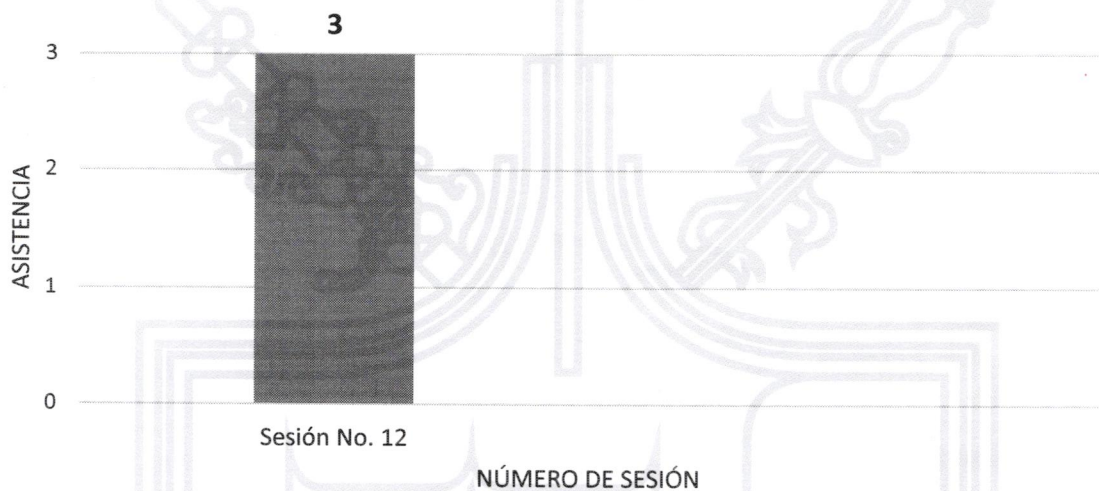 3
3
2
1
0
ASISTENCIA
Sesión No. 12
NÚMERO DE SESIÓN